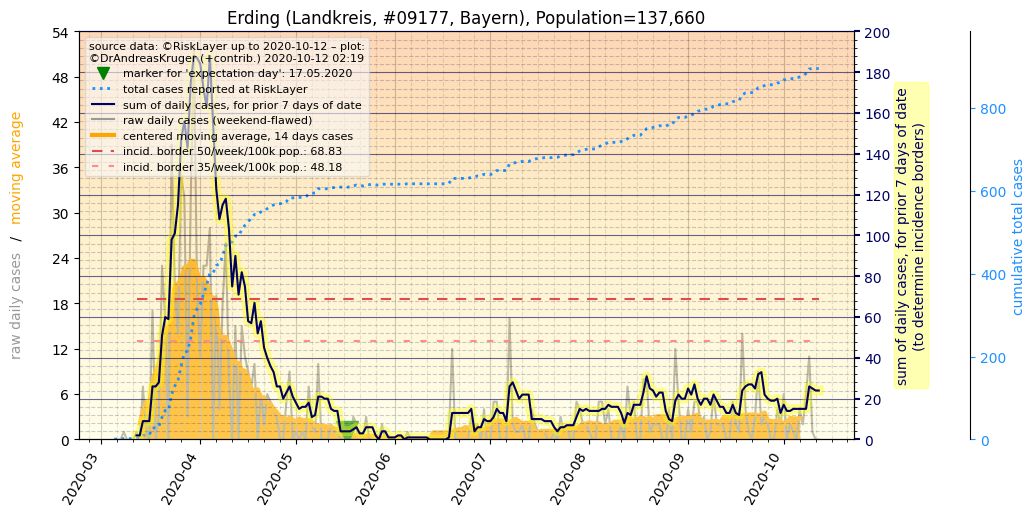 Erding (Landkreis, #09177, Bayern), Population=137,660
source data: ©RiskLayer up to 2020-10-12 – plot:
©DrAndreasKruger (+contrib.) 2020-10-12 02:19
marker for 'expectation day': 17.05.2020
total cases reported at RiskLayer
sum of daily cases, for prior 7 days of date
raw daily cases (weekend-flawed)
centered moving average, 14 days cases
incid. border 50/week/100k pop.: 68.83
incid. border 35/week/100k pop.: 48.18
raw daily cases / moving average
54
48
42
36
30
24
18
12
6
0
2020-03
2020-04
2020-05
2020-06
2020-07
2020-08
2020-09
2020-10
200
180
160
140
120
100
80
60
40
20
0
sum of daily cases, for prior 7 days of date
(to determine incidence borders)
800
600
400
200
0
cumulative total cases